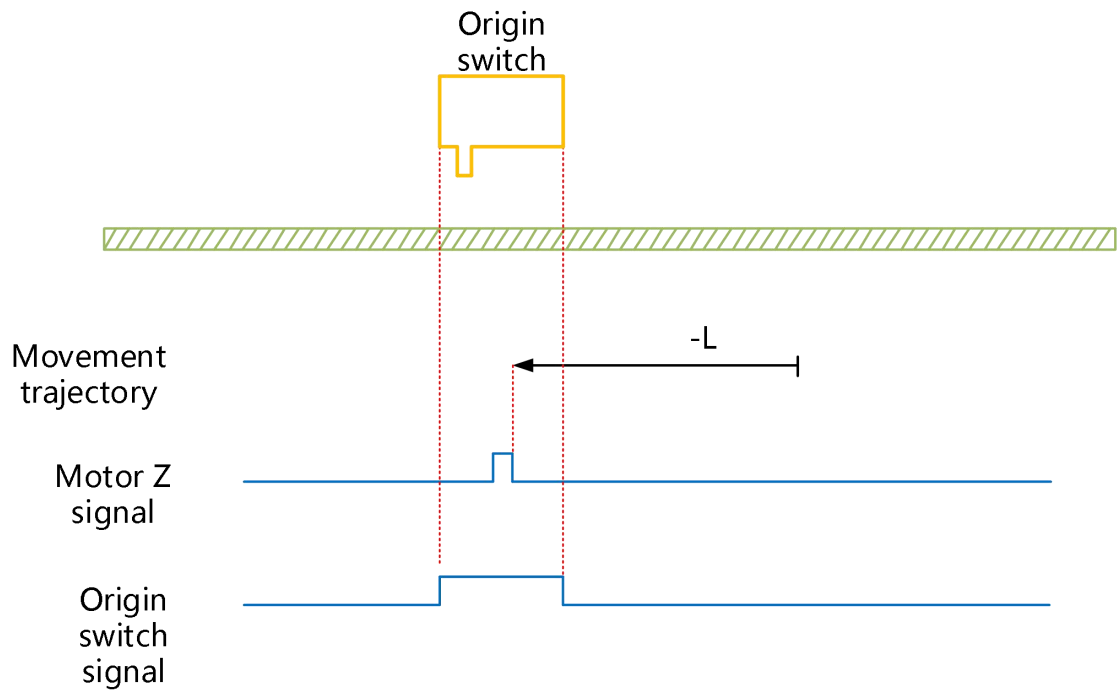 Origin
switch
-L
Movement
trajectory
Motor Z
signal
Origin
switch
signal